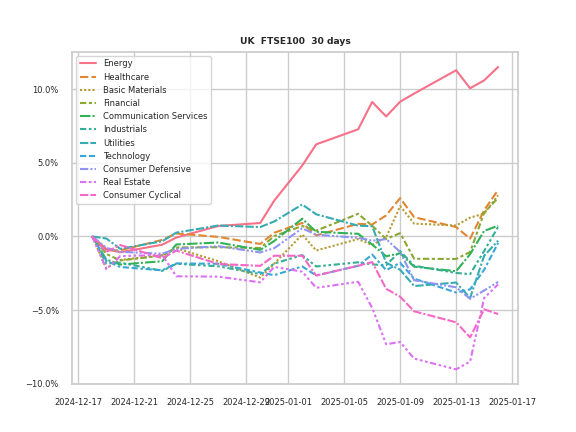 UK  FTSE100  30 days
Energy
Healthcare
Basic Materials
Financial
Communication Services
Industrials
Utilities
Technology
Consumer Defensive
Real Estate
Consumer Cyclical
10.0%
5.0%
0.0%
−5.0%
−10.0%
2024-12-17 2024-12-21 2024-12-25 2024-12-29 2025-01-01 2025-01-05 2025-01-09 2025-01-13 2025-01-17